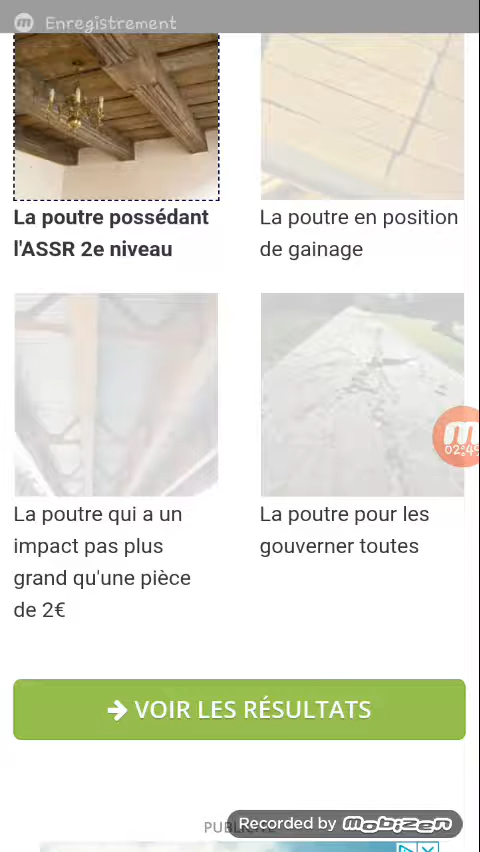 Enregistrement
La poutre possédant
l'ASSR 2e niveau
La poutre en position
de gainage
02:49
La poutre qui a un
impact pas plus
grand qu'une pièce
de 2€
La poutre pour les
gouverner toutes
VOIR LES RÉSULTATS
Recorded by mobizen